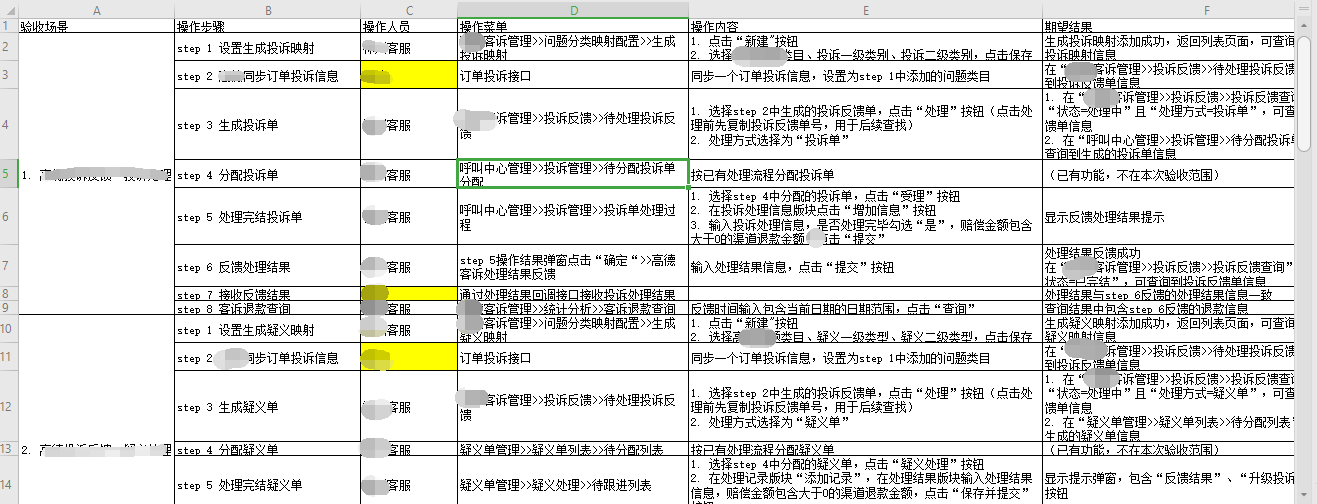 A B C D E F
1 验收场景 操作步骤 操作人员 操作菜单 操作内容 期望结果
2 step 1 设置生成投诉映射 客服 客诉管理>>问题分类映射配置>>生成
投诉映射
1. 点击“新建"按钮
2. 选择 类目、投诉一级类别、投诉二级类别，点击保存
生成投诉映射添加成功，返回列表页面，可查询
投诉映射信息
3 step 2 同步订单投诉信息 订单投诉接口 同步一个订单投诉信息，设置为step 1中添加的问题类目
在“ 客诉管理>>投诉反馈>>待处理投诉反馈
到投诉反馈单信息
4 step 3 生成投诉单 客服 诉管理>>投诉反馈>>待处理投诉反
馈
1. 选择step 2中生成的投诉反馈单，点击“处理”按钮（点击处
理前先复制投诉反馈单号，用于后续查找）
2. 处理方式选择为“投诉单”
1. 在“ 客诉管理>>投诉反馈>>投诉反馈查
“状态=处理中”且“处理方式=投诉单”，可查
馈单信息
2. 在“呼叫中心管理>>投诉管理>>待分配投诉单
查询到生成的投诉单信息
5 1. step 4 分配投诉单 客服 呼叫中心管理>>投诉管理>>待分配投诉单
分配
按已有处理流程分配投诉单 （已有功能，不在本次验收范围）
6 step 5 处理完结投诉单 客服 呼叫中心管理>>投诉管理>>投诉单处理过
程
1. 选择step 4中分配的投诉单，点击“受理”按钮
2. 在投诉处理信息版块点击“增加信息”按钮
3. 输入投诉处理信息，是否处理完毕勾选“是”，赔偿金额包含
大于0的渠道退款金额 点击“提交”
显示反馈处理结果提示
7 step 6 反馈处理结果 客服 step 5操作结果弹窗点击“确定“>>高德
客诉处理结果反馈
输入处理结果信息，点击“提交”按钮
处理结果反馈成功
在“ 客诉管理>>投诉反馈>>投诉反馈查询”
状态=已完结”，可查询到投诉反馈单信息
8 step 7 接收反馈结果 客服 通过处理结果回调接口接收投诉处理结果 处理结果与step 6反馈的处理结果信息一致
9 step 8 客诉退款查询 客服 客诉管理>>统计分析>>客诉退款查询 反馈时间输入包含当前日期的日期范围，点击“查询” 查询结果中包含step 6反馈的退款信息
10 step 1 设置生成疑义映射 客服 客诉管理>>问题分类映射配置>>生成
疑义映射
1. 点击“新建"按钮
2. 选择 类目、疑义一级类型、疑义二级类型，点击保存
生成疑义映射添加成功，返回列表页面，可查询
疑义映射信息
11 step 2 同步订单投诉信息 订单投诉接口 同步一个订单投诉信息，设置为step 1中添加的问题类目
在“ 客诉管理>>投诉反馈>>待处理投诉反馈
到投诉反馈单信息
12 step 3 生成疑义单 客服 客诉管理>>投诉反馈>>待处理投诉反
馈
1. 选择step 2中生成的投诉反馈单，点击“处理”按钮（点击处
理前先复制投诉反馈单号，用于后续查找）
2. 处理方式选择为“疑义单”
1. 在“ 诉管理>>投诉反馈>>投诉反馈查
“状态=处理中”且“处理方式=疑义单”，可查
馈单信息
2. 在“疑义单管理>>疑义单列表>>待分配列表”
生成的疑义单信息
13 2. step 4 分配疑义单 客服 疑义单管理>>疑义单列表>>待分配列表 按已有处理流程分配疑义单 （已有功能，不在本次验收范围）
14 step 5 处理完结疑义单 客服 疑义单管理>>疑义处理>>待跟进列表
1. 选择step 4中分配的疑义单，点击“疑义处理”按钮
2. 在处理记录版块“添加记录”，在处理结果版块输入处理结果
信息，赔偿金额包含大于0的渠道退款金额，点击“保存并提交”
按钮
显示提示弹窗，包含“反馈结果”、“升级投诉
按钮